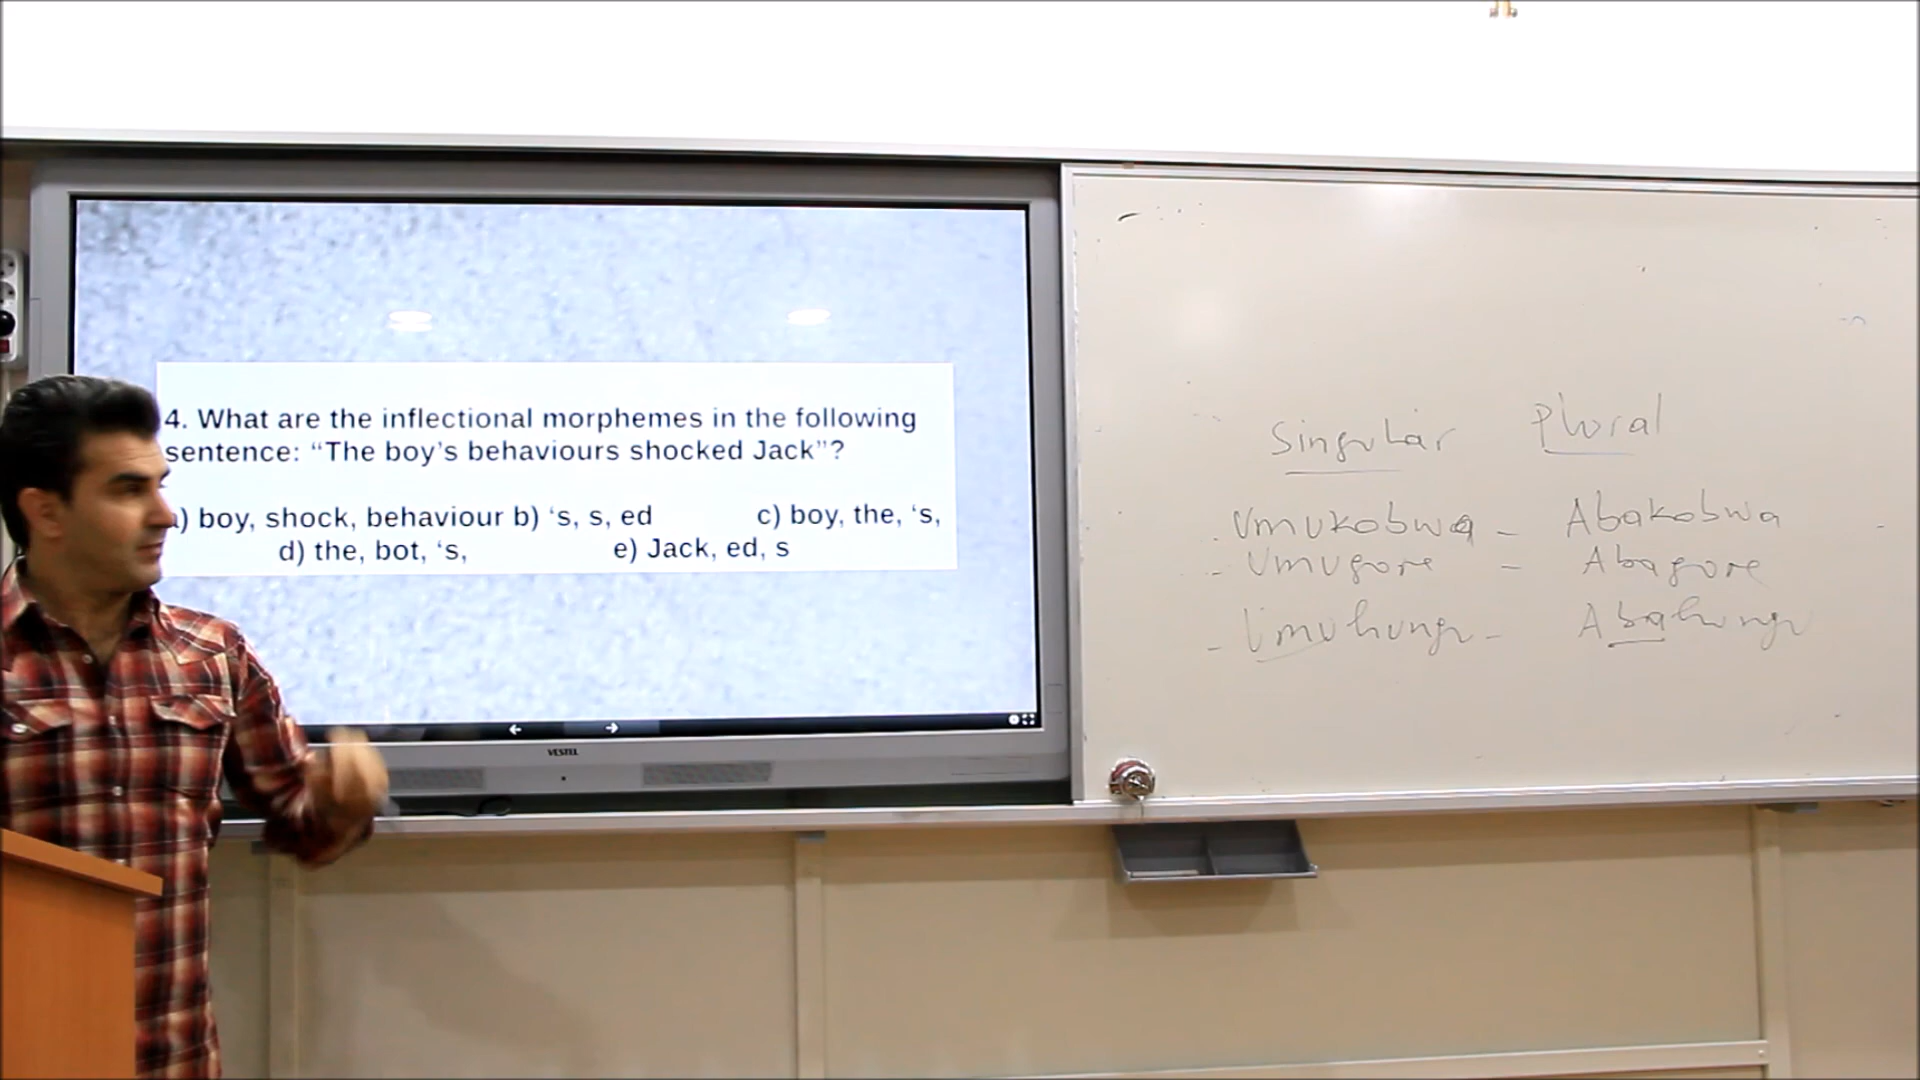 4. What are the inflectional morphemes in the following
sentence: “The boy’s behaviours shocked Jack”?
) boy, shock, behaviour b) ‘s, s, ed c) boy, the, ‘s,
d) the, bot, ‘s, e) Jack, ed, s
VESTEL
Singular Plural
Umukobwa - Abakobwa
- Umugore - Abagore
- Umuhungu - Abahungu